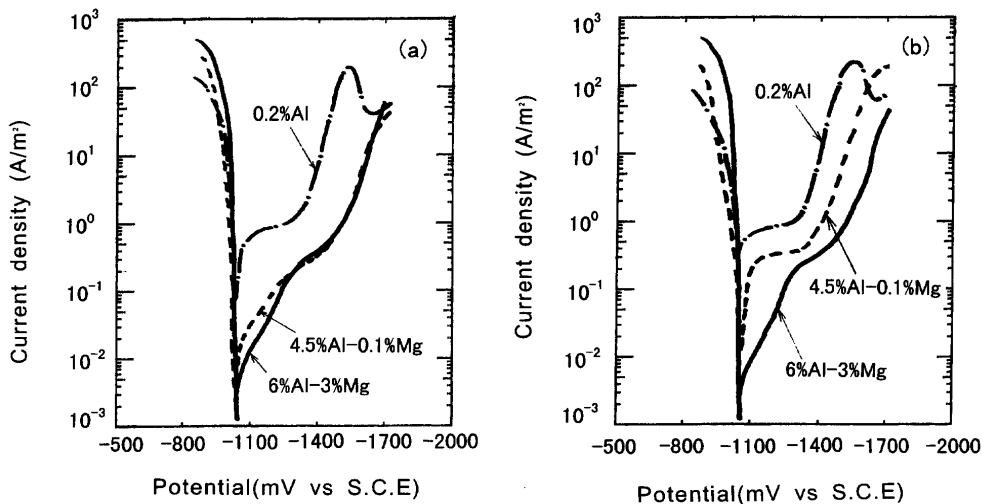 (a)
Current density (A/m²)
10³
10²
10¹
10⁰
10⁻¹
10⁻²
10⁻³
0.2%Al
4.5%Al-0.1%Mg
6%Al-3%Mg
-500 -800 -1100 -1400 -1700 -2000
Potential(mV vs S.C.E)
(b)
Current density (A/m²)
10³
10²
10¹
10⁰
10⁻¹
10⁻²
10⁻³
0.2%Al
4.5%Al-0.1%Mg
6%Al-3%Mg
-500 -800 -1100 -1400 -1700 -2000
Potential(mV vs S.C.E)